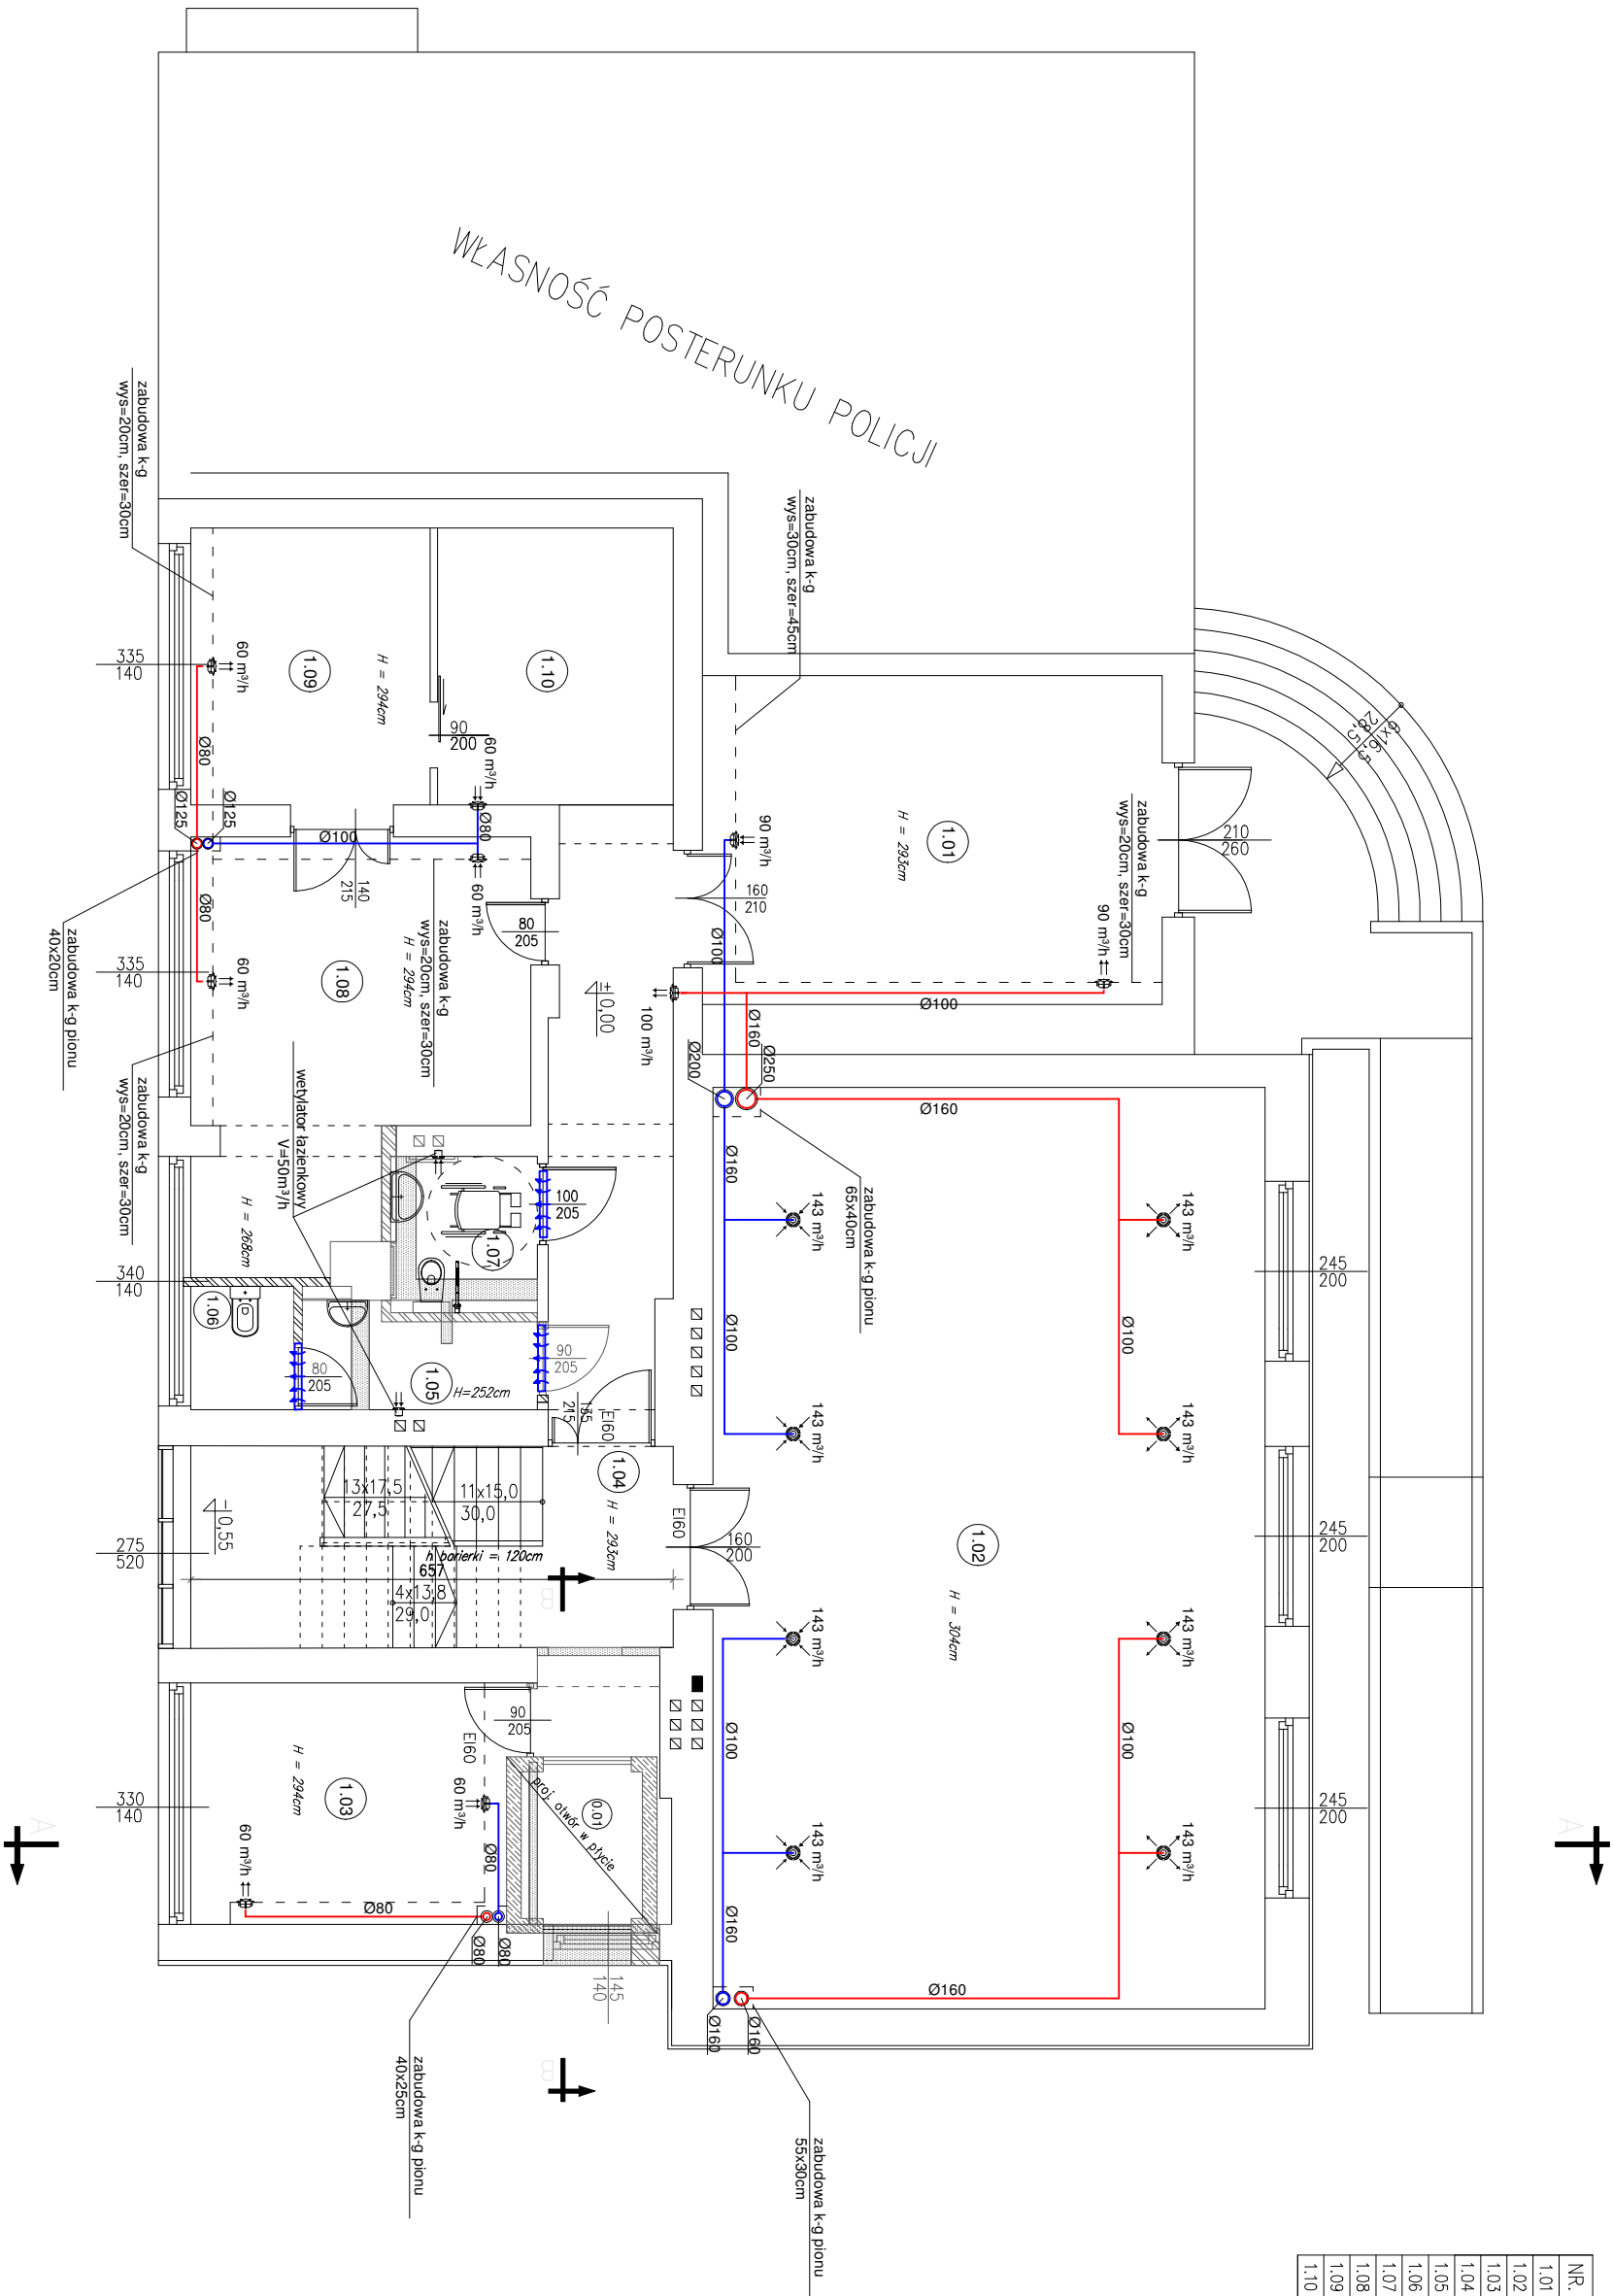 WŁASNOŚĆ POSTERUNKU POLICJI
6x16,5
28,5
210
260
zabudowa k-g
wys=20cm, szer=30cm
90 m³/h
Ø100
1.01
H = 293cm
zabudowa k-g
wys=30cm, szer=45cm
90 m³/h
Ø100
160
210
Ø160
Ø250
Ø200
100 m³/h
±0,00
1.10
90
200
60 m³/h
Ø80
60 m³/h
1.09
H = 294cm
60 m³/h
Ø80
Ø125
Ø125
Ø100
140
215
80
205
zabudowa k-g
wys=20cm, szer=30cm
H = 294cm
1.08
60 m³/h
Ø80
335
140
335
140
zabudowa k-g
wys=20cm, szer=30cm
zabudowa k-g pionu
40x20cm
zabudowa k-g
wys=20cm, szer=30cm
wetylator łazienkowy
V=50m³/h
H = 268cm
340
140
1.07
100
205
1.06
80
205
1.05
H=252cm
90
205
135
215
EI60
1.04
H = 293cm
EI60
160
200
13x17,5
27,5
11x15,0
30,0
h barierki = 120cm
657
4x13,8
29,0
-0,55
275
520
B
1.02
H = 304cm
Ø160
Ø160
143 m³/h
143 m³/h
143 m³/h
143 m³/h
Ø100
Ø100
143 m³/h
143 m³/h
143 m³/h
143 m³/h
Ø160
Ø100
Ø100
Ø160
Ø160
Ø160
Ø160
zabudowa k-g pionu
65x40cm
245
200
245
200
245
200
90
205
EI60
1.03
H = 294cm
60 m³/h
60 m³/h
Ø80
Ø80
Ø80
Ø80
0.01
proj. otwór w płycie
145
140
330
140
A
A
B
zabudowa k-g pionu
40x25cm
zabudowa k-g pionu
55x30cm
NR.
1.01
1.02
1.03
1.04
1.05
1.06
1.07
1.08
1.09
1.10